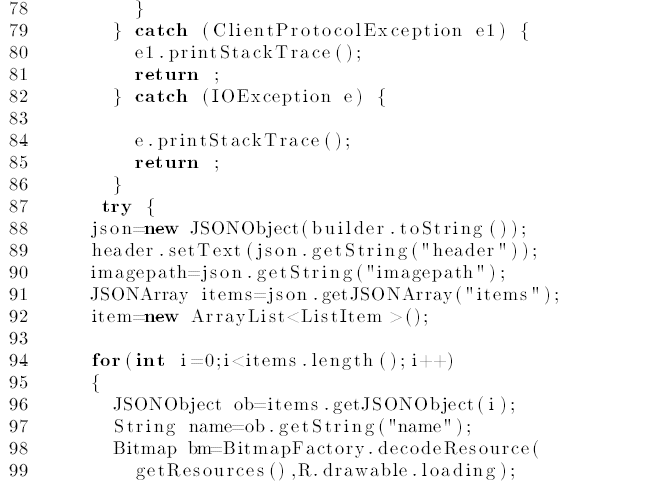 78 }
79 } catch (ClientProtocolException e1) {
80 e1.printStackTrace();
81 return ;
82 } catch (IOException e) {
83
84 e.printStackTrace();
85 return ;
86 }
87 try {
88 json=new JSONObject(builder.toString());
89 header.setText(json.getString("header"));
90 imagepath=json.getString("imagepath");
91 JSONArray items=json.getJSONArray("items");
92 item=new ArrayList<ListItem>();
93
94 for(int i=0;i<items.length();i++)
95 {
96 JSONObject ob=items.getJSONObject(i);
97 String name=ob.getString("name");
98 Bitmap bm=BitmapFactory.decodeResource(
99 getResources(),R.drawable.loading);